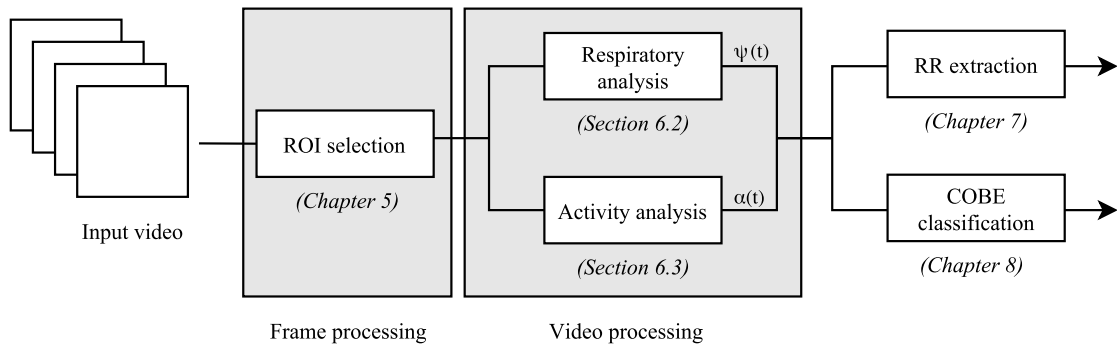 Input video
ROI selection
(Chapter 5)
Frame processing
Respiratory
analysis
(Section 6.2)
ψ(t)
Activity analysis
(Section 6.3)
α(t)
Video processing
RR extraction
(Chapter 7)
COBE
classification
(Chapter 8)